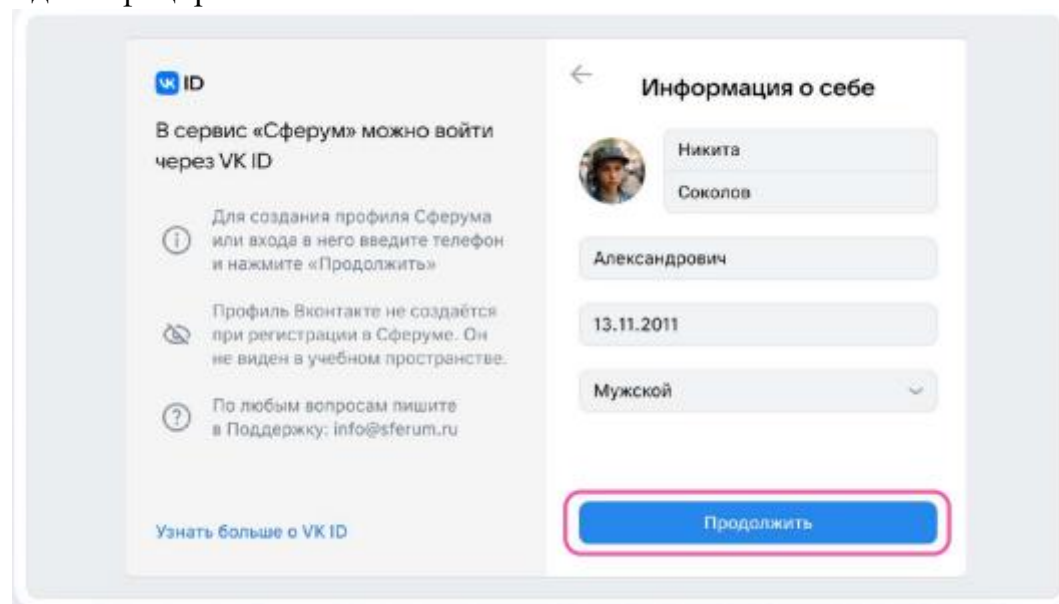 VK ID
В сервис «Сферум» можно войти
через VK ID
Для создания профиля Сферума
или входа в него введите телефон
и нажмите «Продолжить»
Профиль Вконтакте не создаётся
при регистрации в Сферуме. Он
не виден в учебном пространстве.
По любым вопросам пишите
в Поддержку: info@sferum.ru
Узнать больше о VK ID
Информация о себе
Никита
Соколов
Александрович
13.11.2011
Мужской
Продолжить